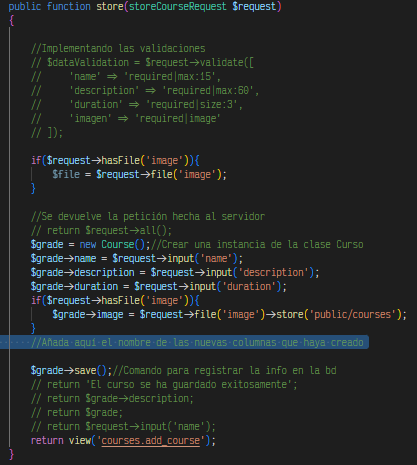 public function store(storeCourseRequest $request)
{
//Implementando las validaciones
// $dataValidation = $request->validate([
//     'name' => 'required|max:15',
//     'description' => 'required|max:60',
//     'duration' => 'required|size:3',
//     'imagen' => 'required|image'
// ]);
if($request->hasFile('image')){
$file = $request->file('image');
}
//Se devuelve la petición hecha al servidor
// return $request->all();
$grade = new Course();//Crear una instancia de la clase Curso
$grade->name = $request->input('name');
$grade->description = $request->input('description');
$grade->duration = $request->input('duration');
if($request->hasFile('image')){
$grade->image = $request->file('image')->store('public/courses');
}
//Añada aquí el nombre de las nuevas columnas que haya creado
$grade->save();//Comando para registrar la info en la bd
// return 'El curso se ha guardado exitosamente';
// return $grade->description;
// return $grade;
// return $request->input('name');
return view('courses.add_course');
}